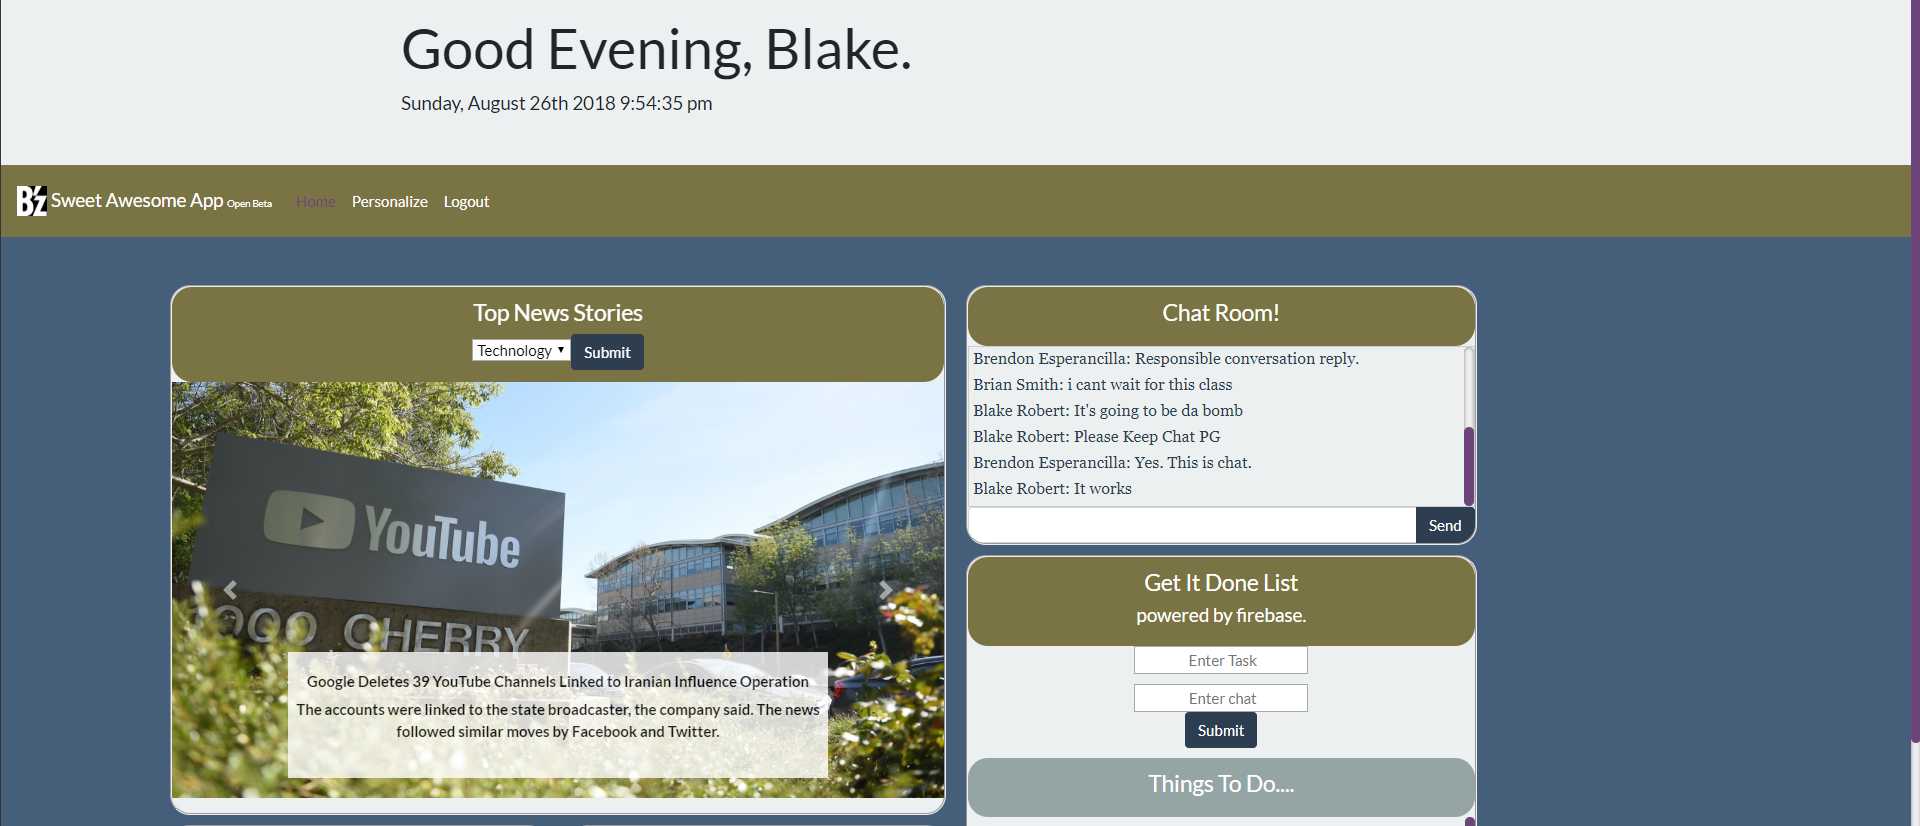 Good Evening, Blake.
Sunday, August 26th 2018 9:54:35 pm
B'z Sweet Awesome App Open Beta Home Personalize Logout
Top News Stories
Technology Submit
YouTube
CHERRY
Google Deletes 39 YouTube Channels Linked to Iranian Influence Operation
The accounts were linked to the state broadcaster, the company said. The news
followed similar moves by Facebook and Twitter.
Chat Room!
Brendon Esperancilla: Responsible conversation reply.
Brian Smith: i cant wait for this class
Blake Robert: It's going to be da bomb
Blake Robert: Please Keep Chat PG
Brendon Esperancilla: Yes. This is chat.
Blake Robert: It works
Send
Get It Done List
powered by firebase.
Enter Task
Enter chat
Submit
Things To Do....